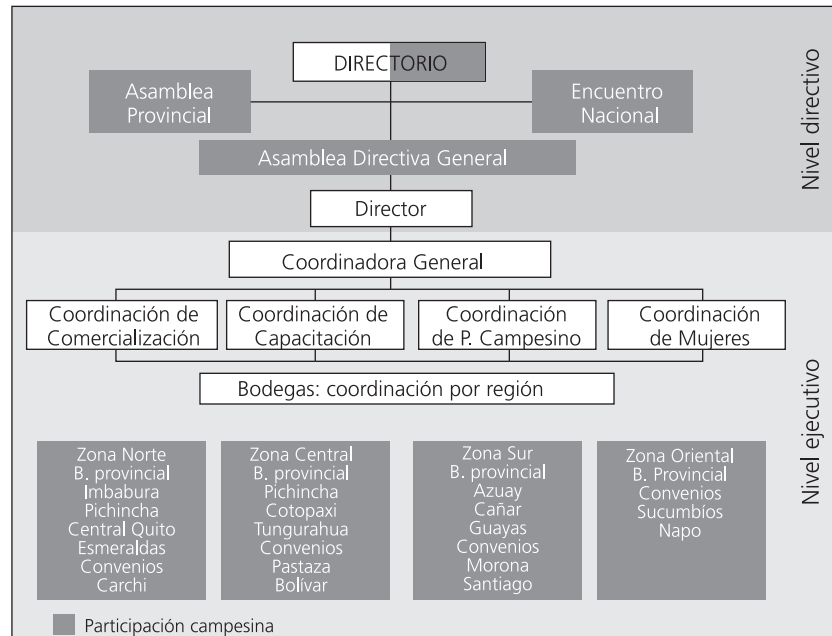 DIRECTORIO
Asamblea
Provincial
Encuentro
Nacional
Asamblea Directiva General
Director
Nivel directivo
Coordinadora General
Coordinación de
Comercialización
Coordinación de
Capacitación
Coordinación
de P. Campesino
Coordinación
de Mujeres
Bodegas: coordinación por región
Zona Norte
B. provincial
Imbabura
Pichincha
Central Quito
Esmeraldas
Convenios
Carchi
Zona Central
B. provincial
Pichincha
Cotopaxi
Tungurahua
Convenios
Pastaza
Bolívar
Zona Sur
B. provincial
Azuay
Cañar
Guayas
Convenios
Morona
Santiago
Zona Oriental
B. Provincial
Convenios
Sucumbíos
Napo
Nivel ejecutivo
Participación campesina